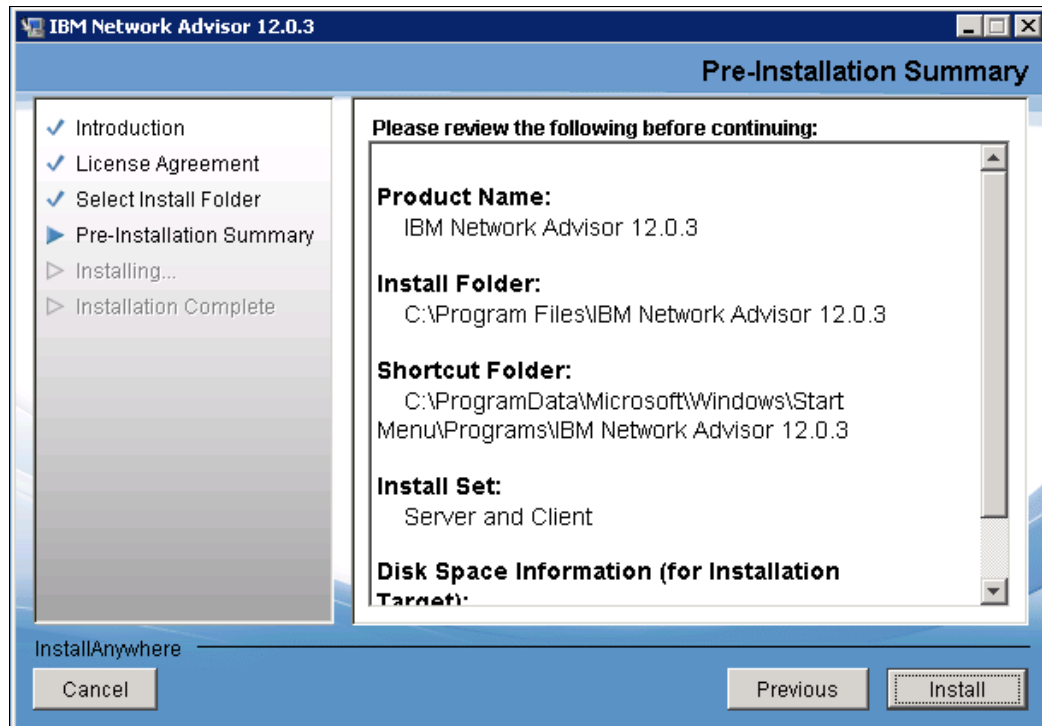 IBM Network Advisor 12.0.3
Pre-Installation Summary
Introduction
License Agreement
Select Install Folder
Pre-Installation Summary
Installing...
Installation Complete
Please review the following before continuing:
Product Name:
IBM Network Advisor 12.0.3
Install Folder:
C:\Program Files\IBM Network Advisor 12.0.3
Shortcut Folder:
C:\ProgramData\Microsoft\Windows\Start
Menu\Programs\IBM Network Advisor 12.0.3
Install Set:
Server and Client
Disk Space Information (for Installation
Target):
InstallAnywhere
Cancel
Previous
Install